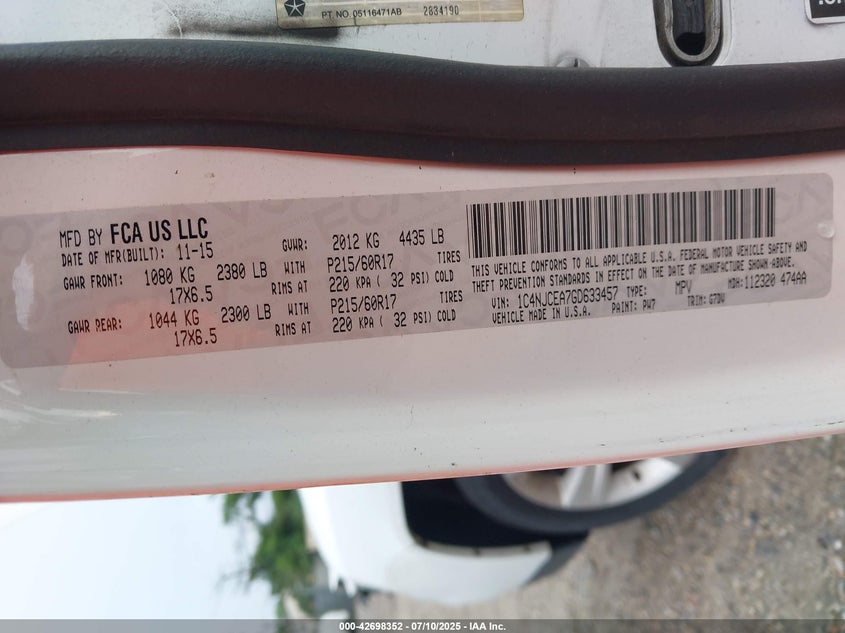 PT. NO. 05116471AB 2834190
MFD BY FCA US LLC
DATE OF MFR(BUILT): 11-15 GVWR: 2012 KG 4435 LB
GAWR FRONT: 1080 KG 2380 LB WITH P215/60R17 TIRES
17X6.5 RIMS AT 220 KPA ( 32 PSI) COLD
GAWR REAR: 1044 KG 2300 LB WITH P215/60R17 TIRES
17X6.5 RIMS AT 220 KPA ( 32 PSI) COLD
THIS VEHICLE CONFORMS TO ALL APPLICABLE U.S.A. FEDERAL MOTOR VEHICLE SAFETY AND
THEFT PREVENTION STANDARDS IN EFFECT ON THE DATE OF MANUFACTURE SHOWN ABOVE.
VIN: 1C4NJCEA7GD633457 TYPE: MPV MDH: 112320 474AA
VEHICLE MADE IN U.S.A. PAINT: PW7 TRIM: G7DV
000-42698352 / 07/10/2025 - IAA Inc.